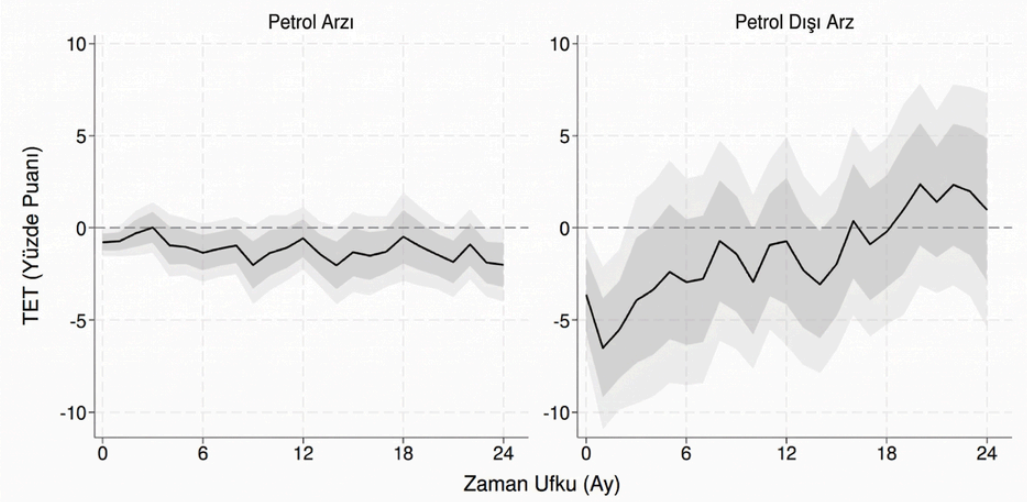 Petrol Arzı
Petrol Dışı Arz
TET (Yüzde Puanı)
10
5
0
-5
-10
0 6 12 18 24
10
5
0
-5
-10
0 6 12 18 24
Zaman Ufku (Ay)